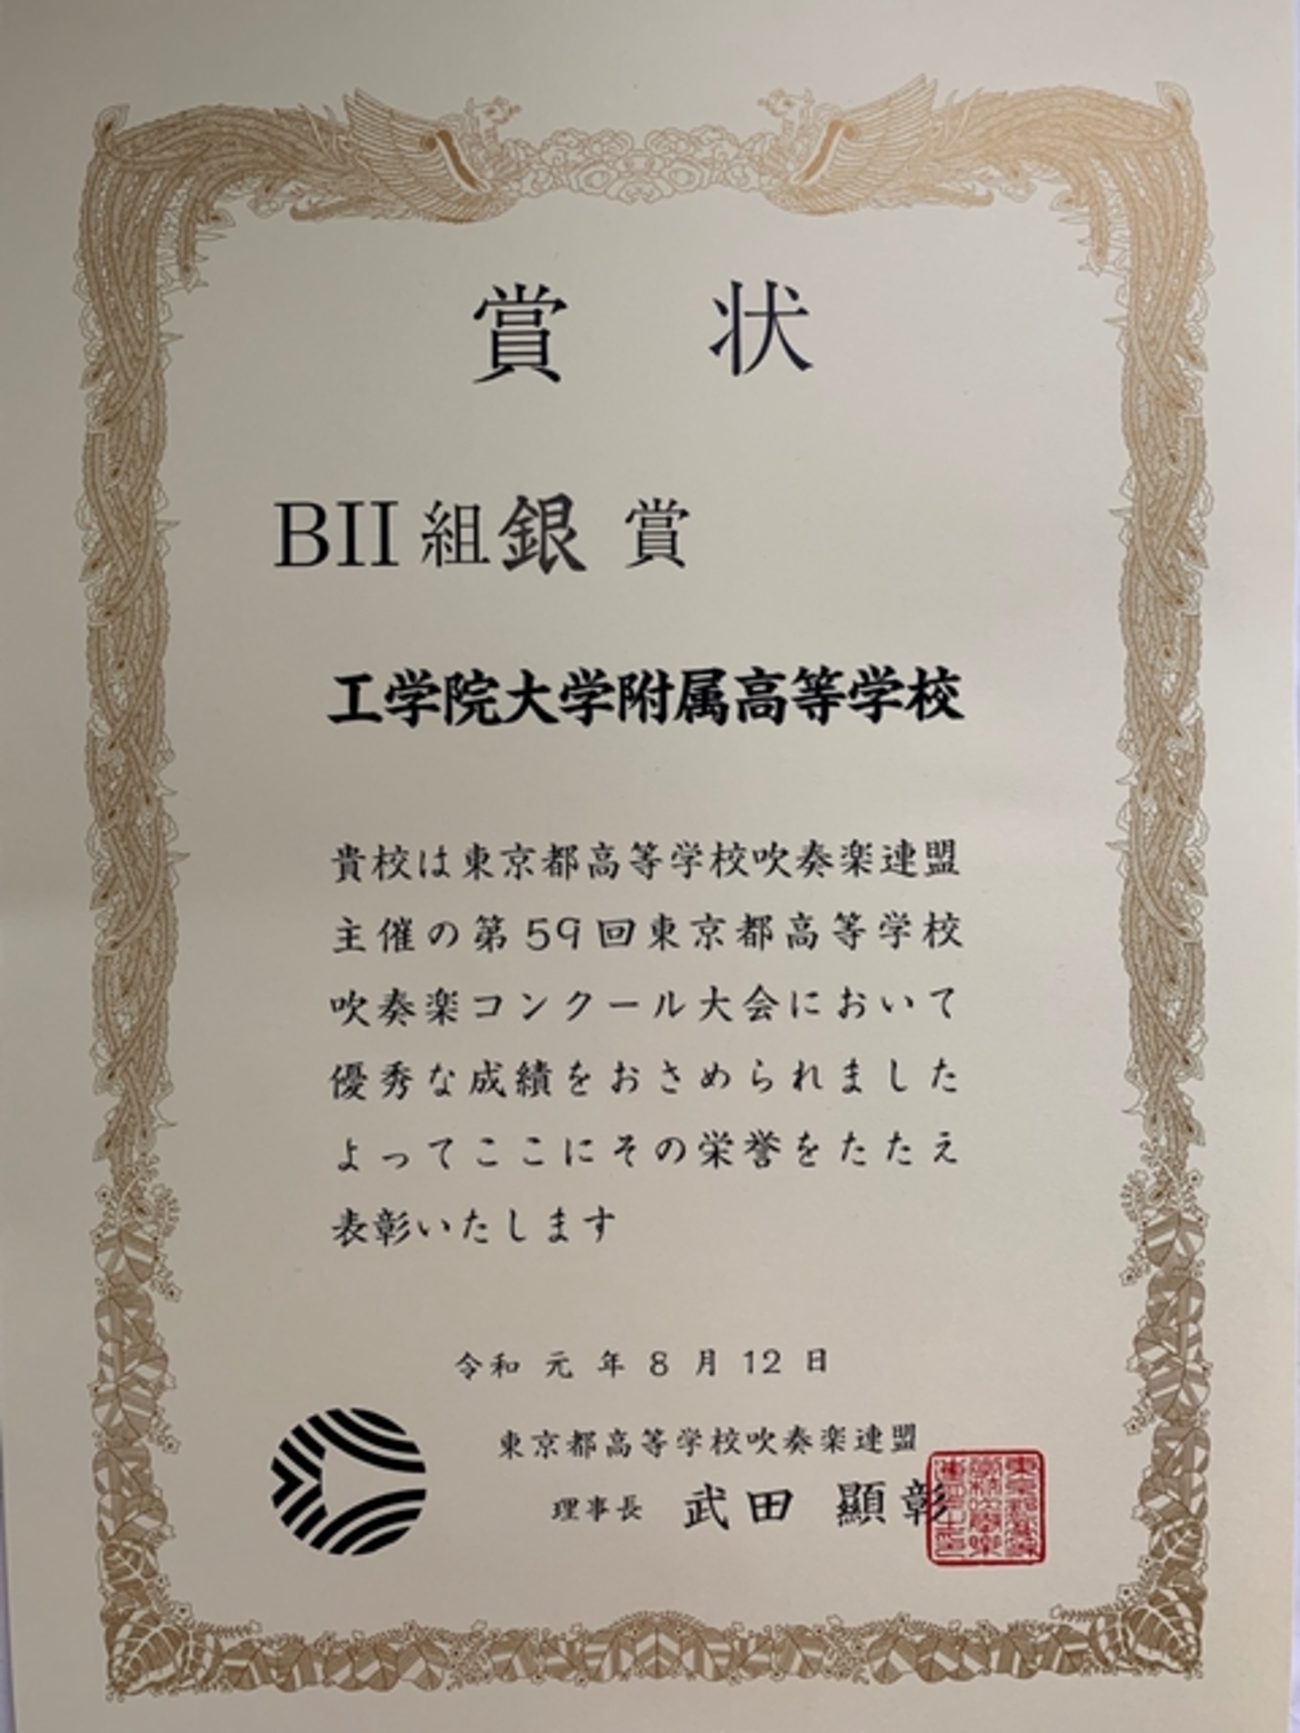 賞 状
BII 組 銀 賞
工学院大学附属高等学校
貴校は東京都高等学校吹奏楽連盟
主催の第59回東京都高等学校
吹奏楽コンクール大会において
優秀な成績をおさめられました
よってここにその栄誉をたたえ
表彰いたします
令和 元 年 8 月 12 日
東京都高等学校吹奏楽連盟
理事長 武田 顯彰